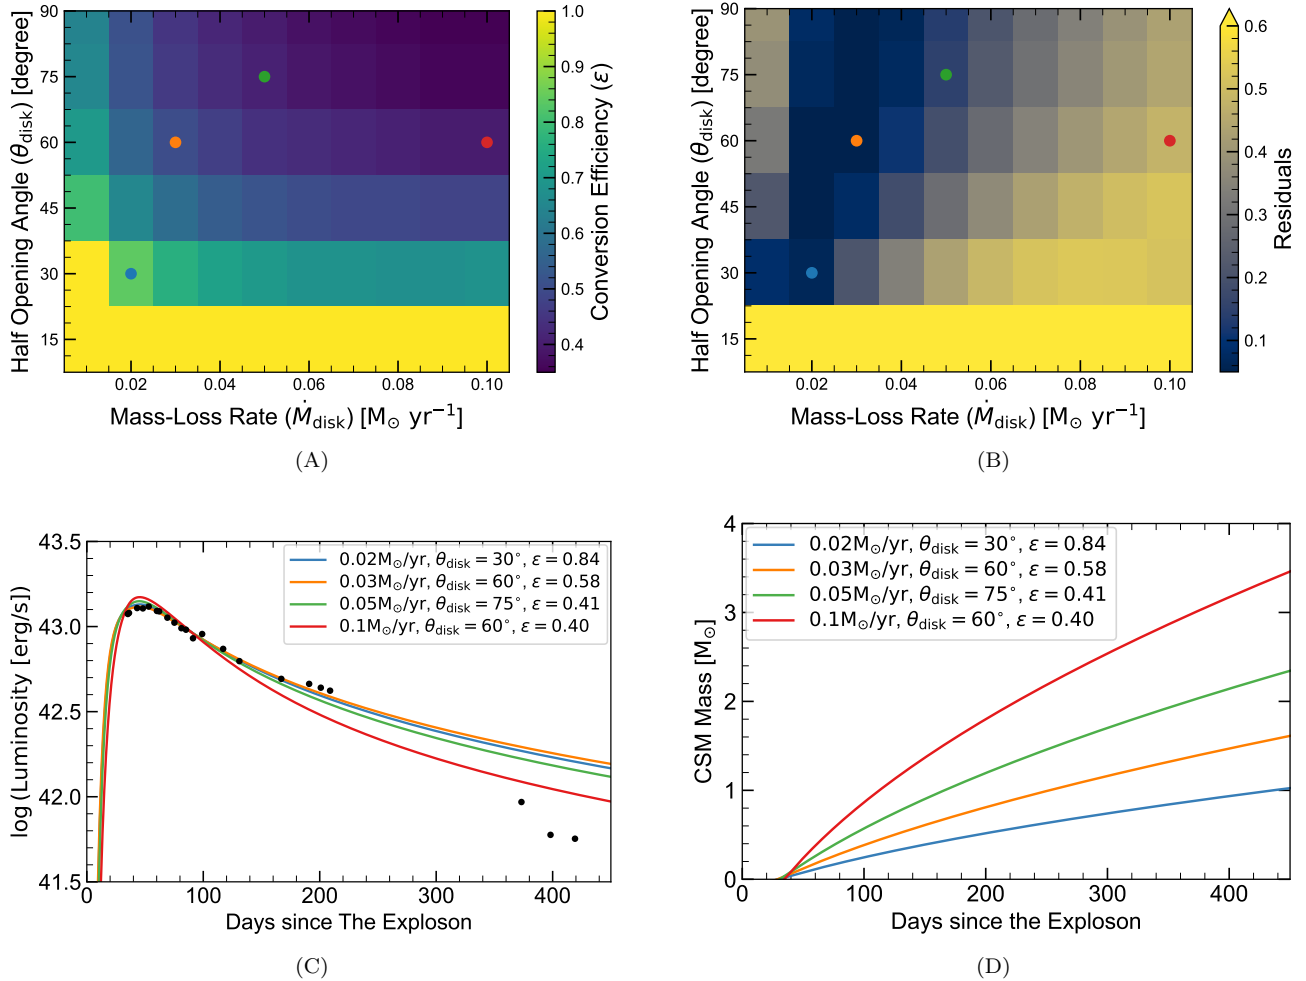 90
75
60
45
30
15
Half Opening Angle (θdisk) [degree]
0.02 0.04 0.06 0.08 0.10
Mass-Loss Rate (Ṁdisk) [M⊙ yr−1]
1.0
0.9
0.8
0.7
0.6
0.5
0.4
Conversion Efficiency (ε)
(A)
90
75
60
45
30
15
Half Opening Angle (θdisk) [degree]
0.02 0.04 0.06 0.08 0.10
Mass-Loss Rate (Ṁdisk) [M⊙ yr−1]
0.6
0.5
0.4
0.3
0.2
0.1
Residuals
(B)
43.5
43.0
42.5
42.0
41.5
log (Luminosity [erg/s])
0.02M⊙/yr, θdisk = 30°, ε = 0.84
0.03M⊙/yr, θdisk = 60°, ε = 0.58
0.05M⊙/yr, θdisk = 75°, ε = 0.41
0.1M⊙/yr, θdisk = 60°, ε = 0.40
0 100 200 300 400
Days since The Exploson
(C)
4
3
2
1
0
CSM Mass [M⊙]
0.02M⊙/yr, θdisk = 30°, ε = 0.84
0.03M⊙/yr, θdisk = 60°, ε = 0.58
0.05M⊙/yr, θdisk = 75°, ε = 0.41
0.1M⊙/yr, θdisk = 60°, ε = 0.40
0 100 200 300 400
Days since the Exploson
(D)